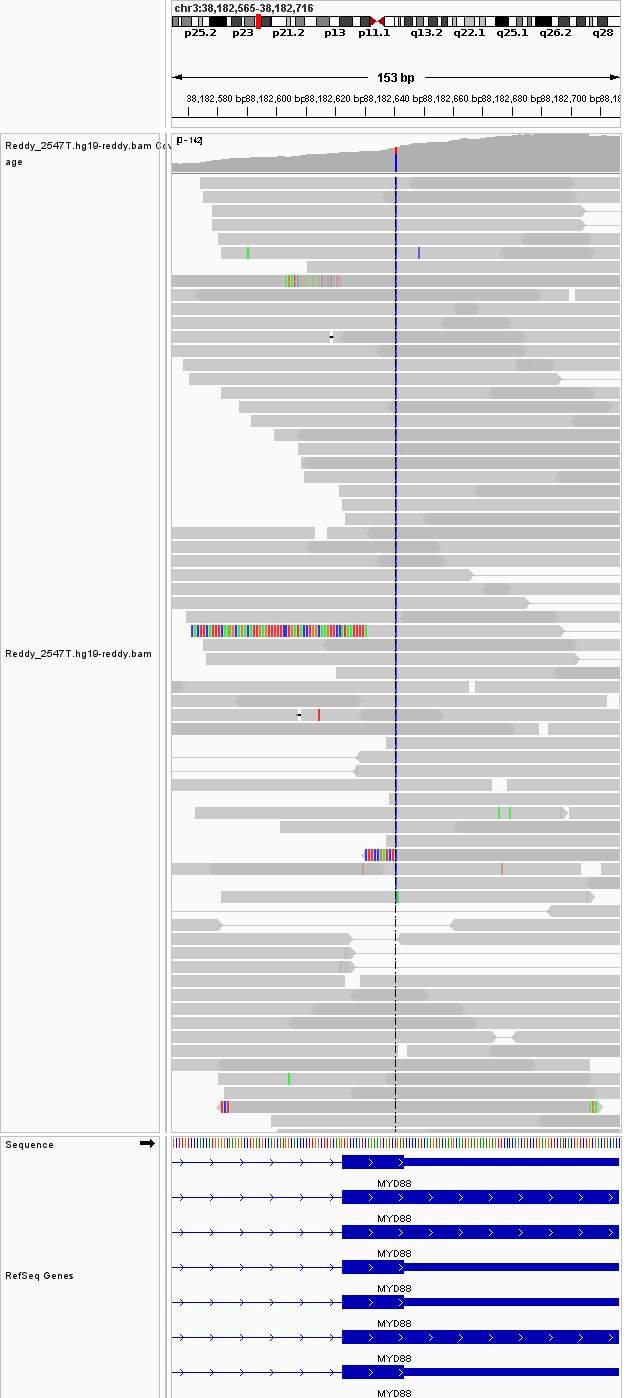 chr3:38,182,565-38,182,716
p25.2 p23 p21.2 p13 p11.1 q13.2 q22.1 q25.1 q26.2 q28
153 bp
38,182,580 bp 38,182,600 bp 38,182,620 bp 38,182,640 bp 38,182,660 bp 38,182,680 bp 38,182,700 bp
[0 - 142]
Reddy_2547T.hg19-reddy.bam Cov
age
Reddy_2547T.hg19-reddy.bam
Sequence
MYD88
MYD88
MYD88
RefSeq Genes
MYD88
MYD88
MYD88
MYD88